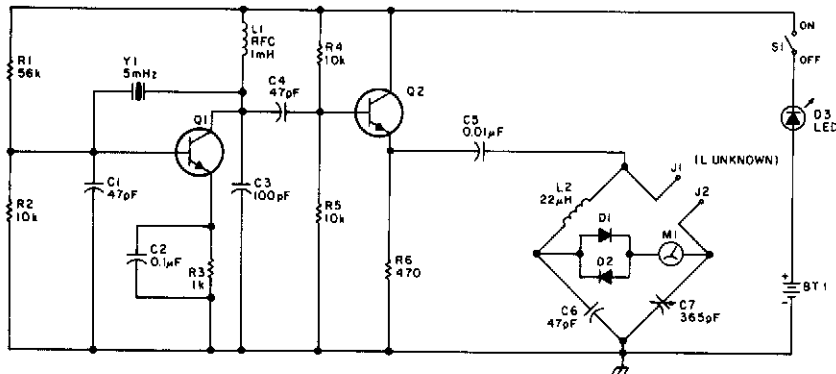 R1
56k
Y1
5mHz
L1
RFC
1mH
C4
47pF
R4
10k
Q1
Q2
ON
S1
OFF
D3
LED
C5
0.01µF
(L UNKNOWN)
J1
J2
L2
22µH
D1
M1
D2
R2
10k
C1
47pF
C3
100pF
R5
10k
C2
0.1µF
R3
1k
R6
470
C6
47pF
C7
365pF
+
BT1
-